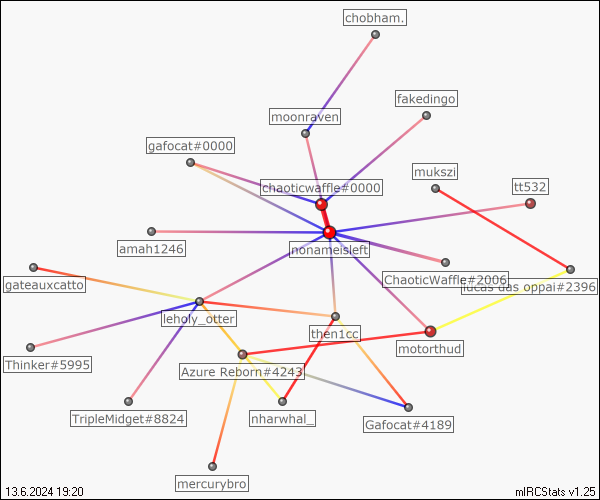 chobham.
fakedingo
moonraven
gafocat#0000
mukszi
chaoticwaffle#0000
tt532
amah1246
nonameisleft
ChaoticWaffle#2006
gateauxcatto
lucas das oppai#2396
leholy_otter
then1cc
motorthud
Thinker#5995
Azure Reborn#4243
TripleMidget#8824
nharwhal_
Gafocat#4189
mercurybro
13.6.2024 19:20
mIRCStats v1.25